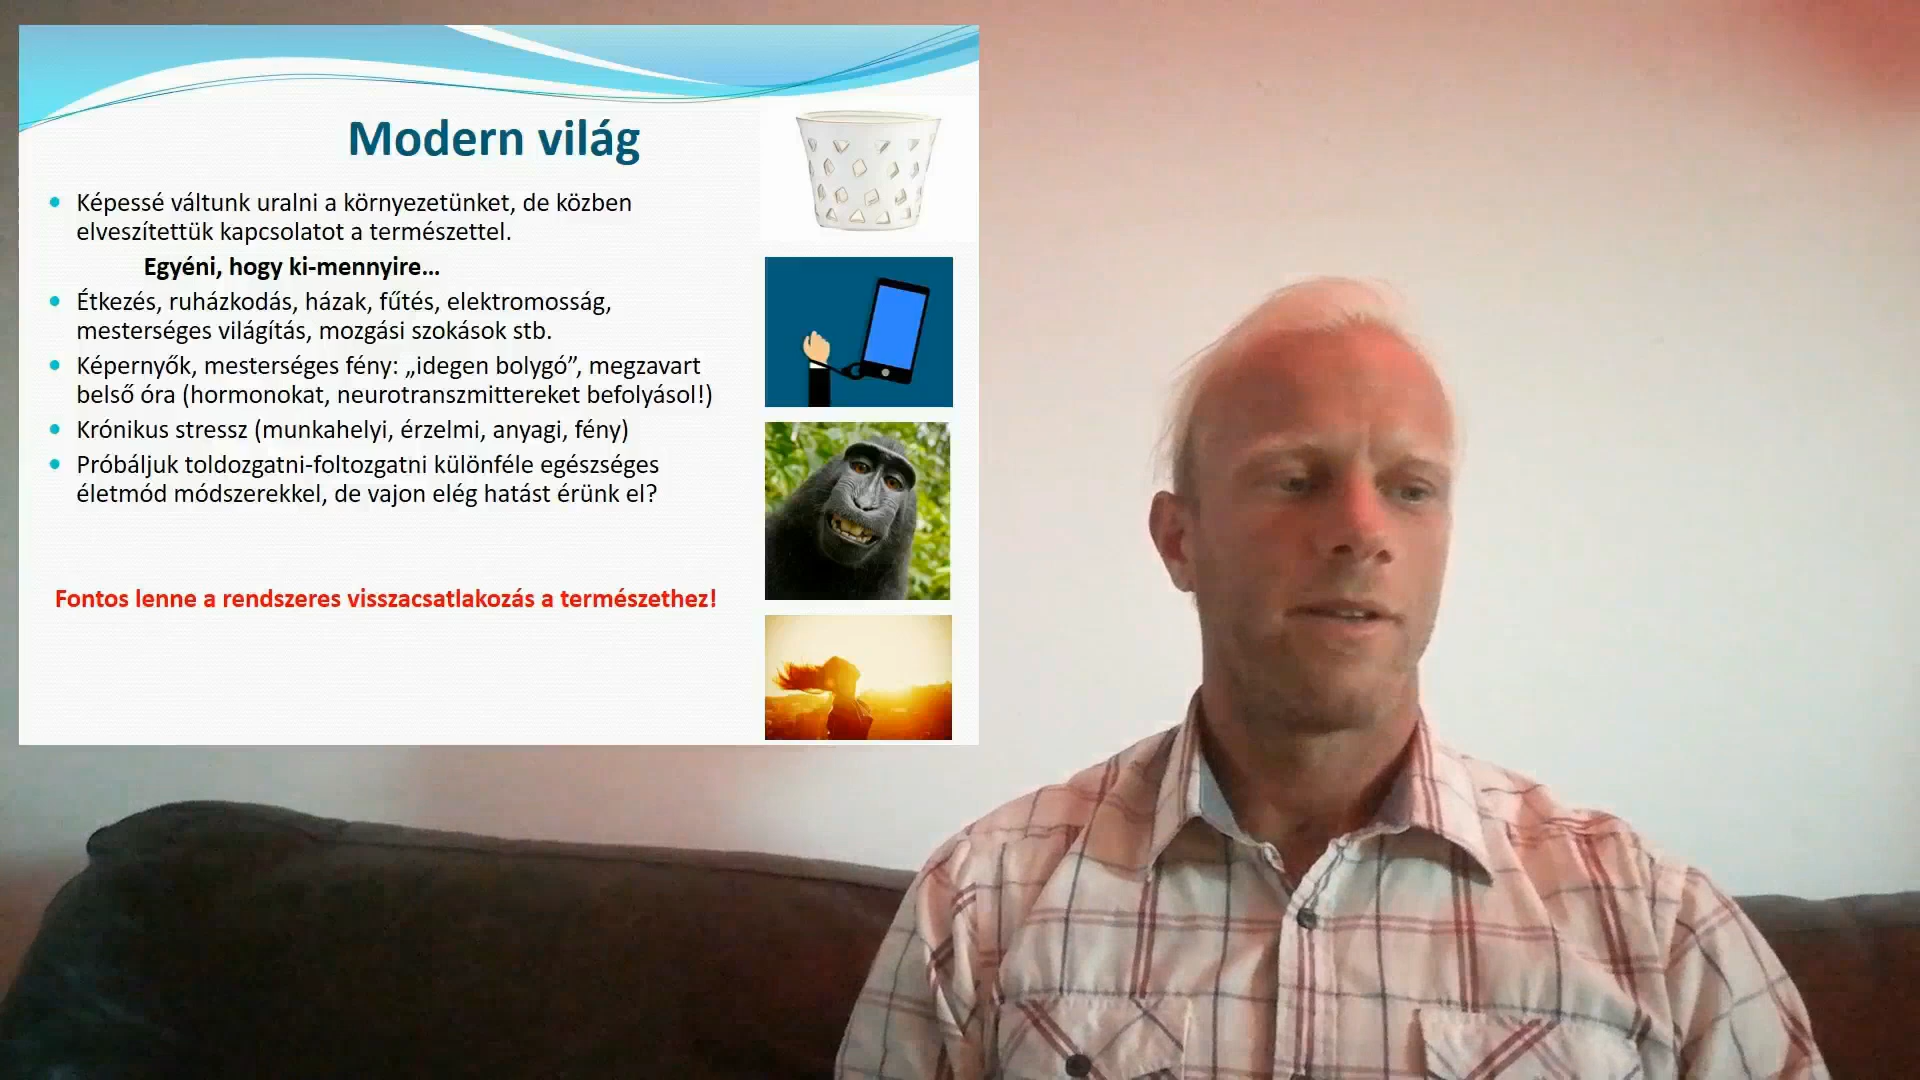 Modern világ
• Képessé váltunk uralni a környezetünket, de közben
elveszítettük kapcsolatot a természettel.
Egyéni, hogy ki-mennyire...
• Étkezés, ruházkodás, házak, fűtés, elektromosság,
mesterséges világítás, mozgási szokások stb.
• Képernyők, mesterséges fény: „idegen bolygó”, megzavart
belső óra (hormonokat, neurotranszmittereket befolyásol!)
• Krónikus stressz (munkahelyi, érzelmi, anyagi, fény)
• Próbáljuk toldozgatni-foltozgatni különféle egészséges
életmód módszerekkel, de vajon elég hatást érünk el?
Fontos lenne a rendszeres visszacsatlakozás a természethez!